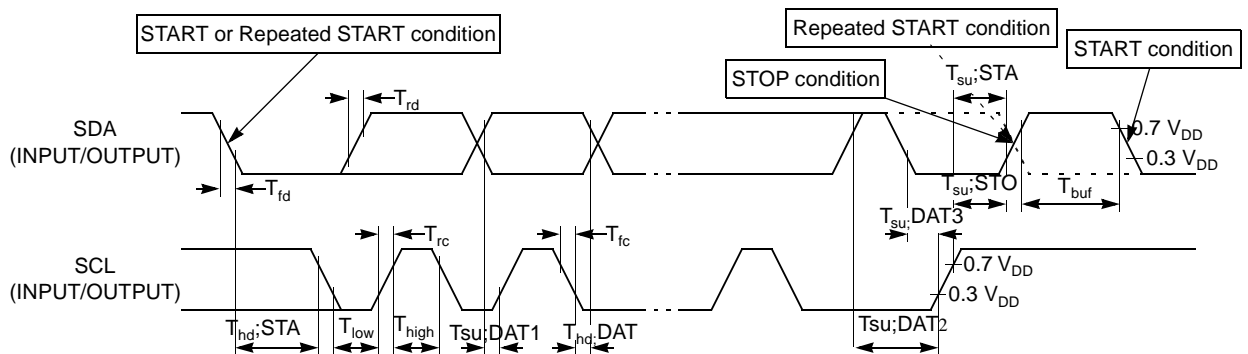 START or Repeated START condition
Repeated START condition
START condition
STOP condition
Tsu;STA
Trd
SDA
(INPUT/OUTPUT)
0.7 VDD
0.3 VDD
Tfd
Tsu;STO
Tbuf
Tsu;DAT3
Trc
Tfc
SCL
(INPUT/OUTPUT)
0.7 VDD
0.3 VDD
Thd;STA
Tlow
Thigh
Tsu;DAT1
Thd;DAT
Tsu;DAT2